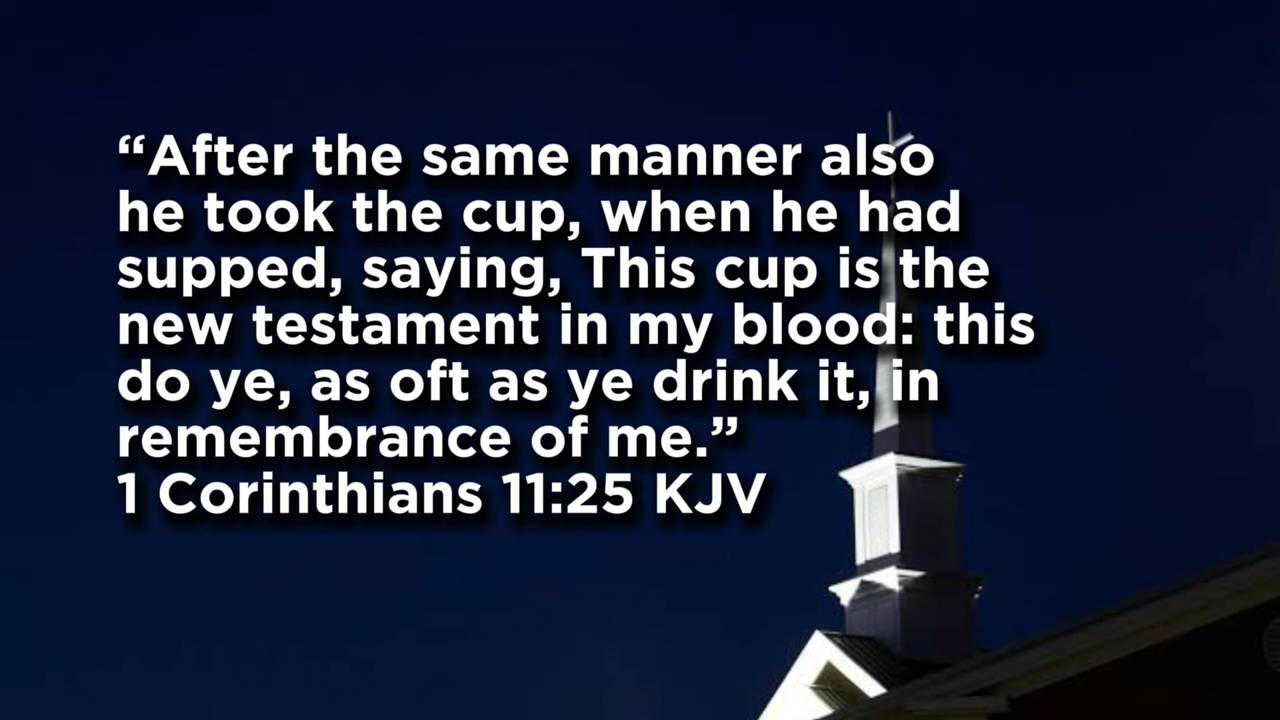 “After the same manner also
he took the cup, when he had
supped, saying, This cup is the
new testament in my blood: this
do ye, as oft as ye drink it, in
remembrance of me.”
1 Corinthians 11:25 KJV